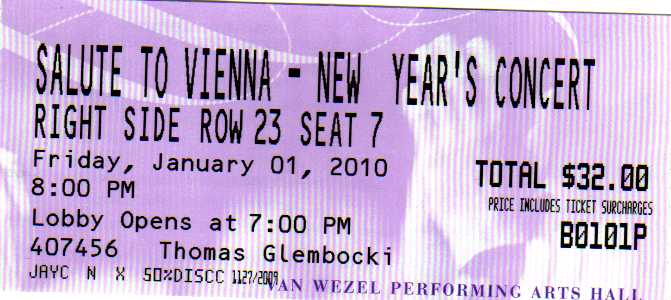 SALUTE TO VIENNA - NEW YEAR'S CONCERT
RIGHT SIDE ROW 23 SEAT 7
Friday, January 01, 2010
8:00 PM
Lobby Opens at 7:00 PM
407456 Thomas Glembocki
JAYC N X 50%DISCC 1127/2009
TOTAL $32.00
PRICE INCLUDES TICKET SURCHARGES
B0101P
VAN WEZEL PERFORMING ARTS HALL